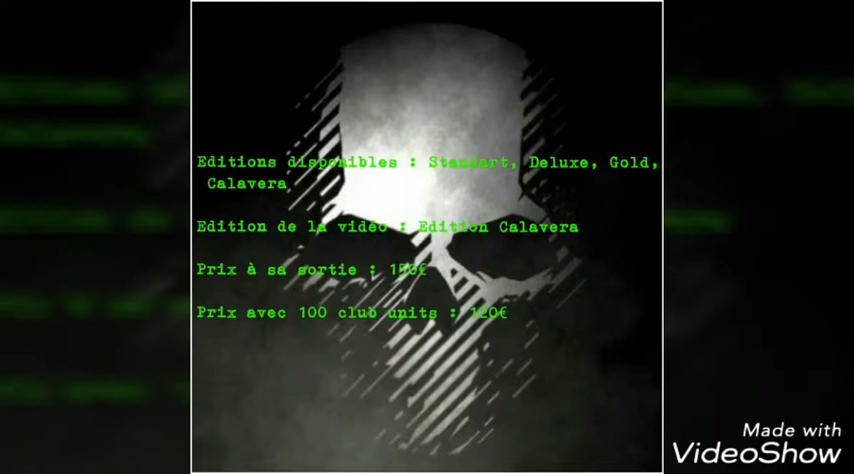 Editions disponibles : Standart, Deluxe, Gold,
Calavera
Edition de la vidéo : Edition Calavera
Prix à sa sortie : 150€
Prix avec 100 club units : 120€
Made with
VideoShow